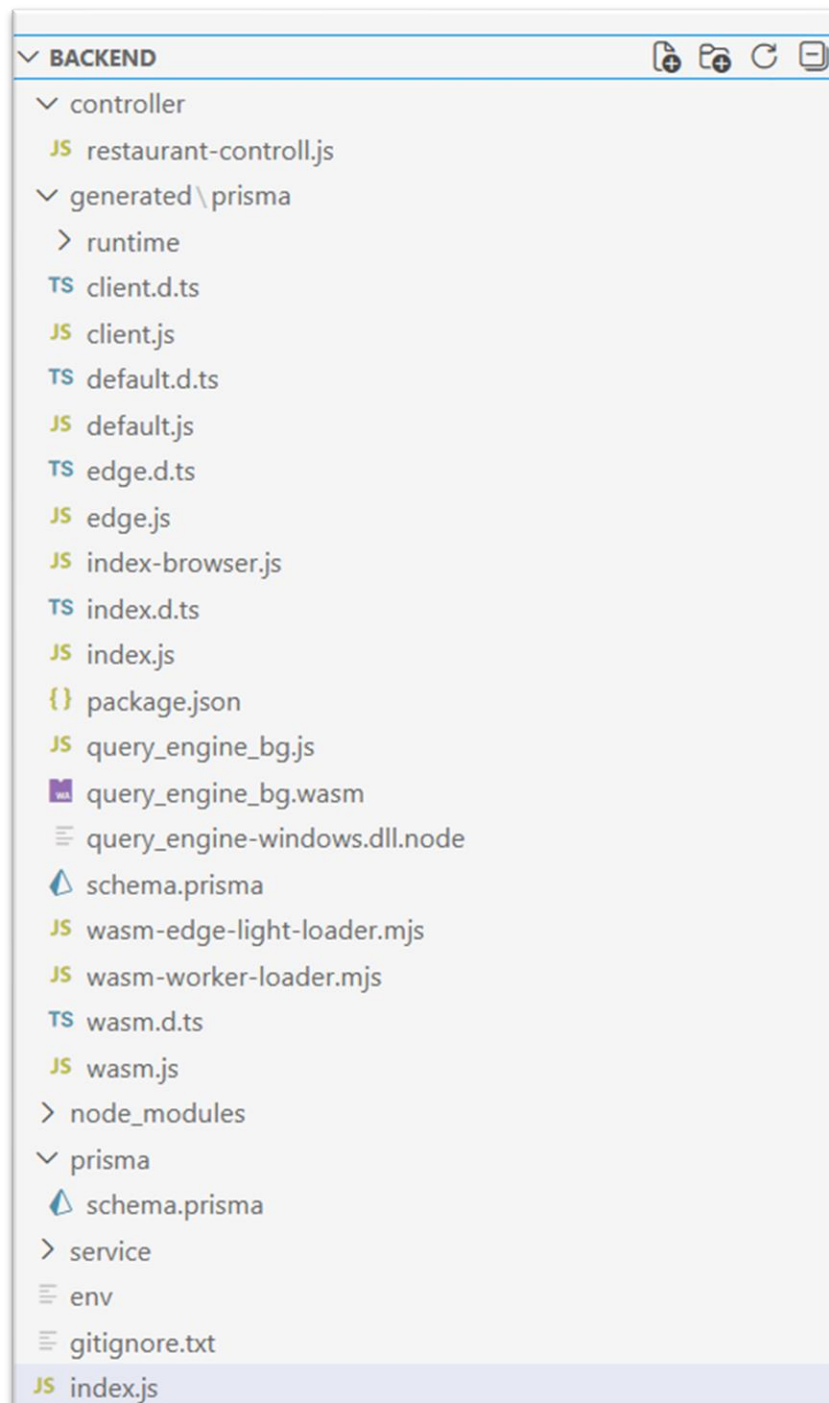 BACKEND
controller
JS restaurant-controll.js
generated\prisma
runtime
TS client.d.ts
JS client.js
TS default.d.ts
JS default.js
TS edge.d.ts
JS edge.js
JS index-browser.js
TS index.d.ts
JS index.js
{} package.json
JS query_engine_bg.js
WA query_engine_bg.wasm
query_engine-windows.dll.node
schema.prisma
JS wasm-edge-light-loader.mjs
JS wasm-worker-loader.mjs
TS wasm.d.ts
JS wasm.js
node_modules
prisma
schema.prisma
service
env
gitignore.txt
JS index.js